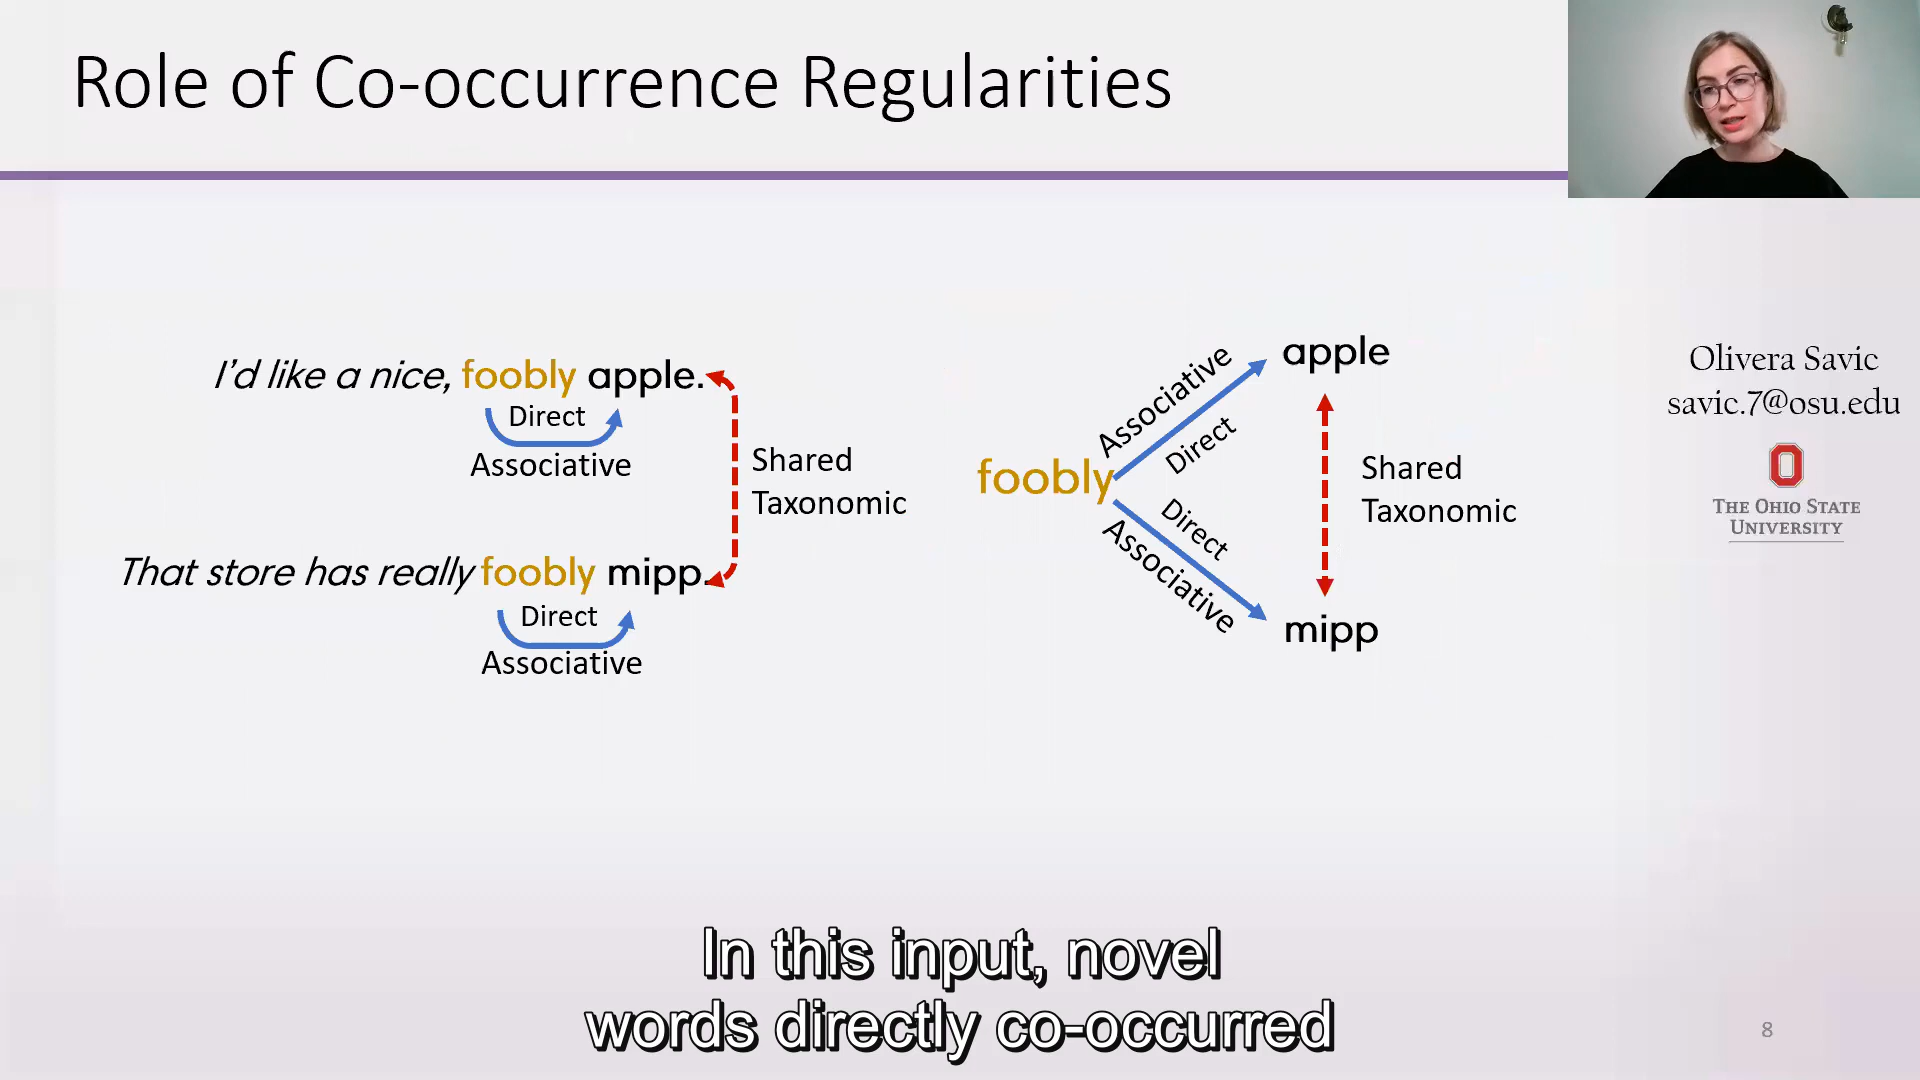 Role of Co-occurrence Regularities
I'd like a nice, foobly apple.
Direct
Associative
Shared
Taxonomic
That store has really foobly mipp.
Direct
Associative
foobly
Associative
Direct
apple
Shared
Taxonomic
Direct
Associative
mipp
Olivera Savic
savic.7@osu.edu
THE OHIO STATE
UNIVERSITY
In this input, novel
words directly co-occurred
8